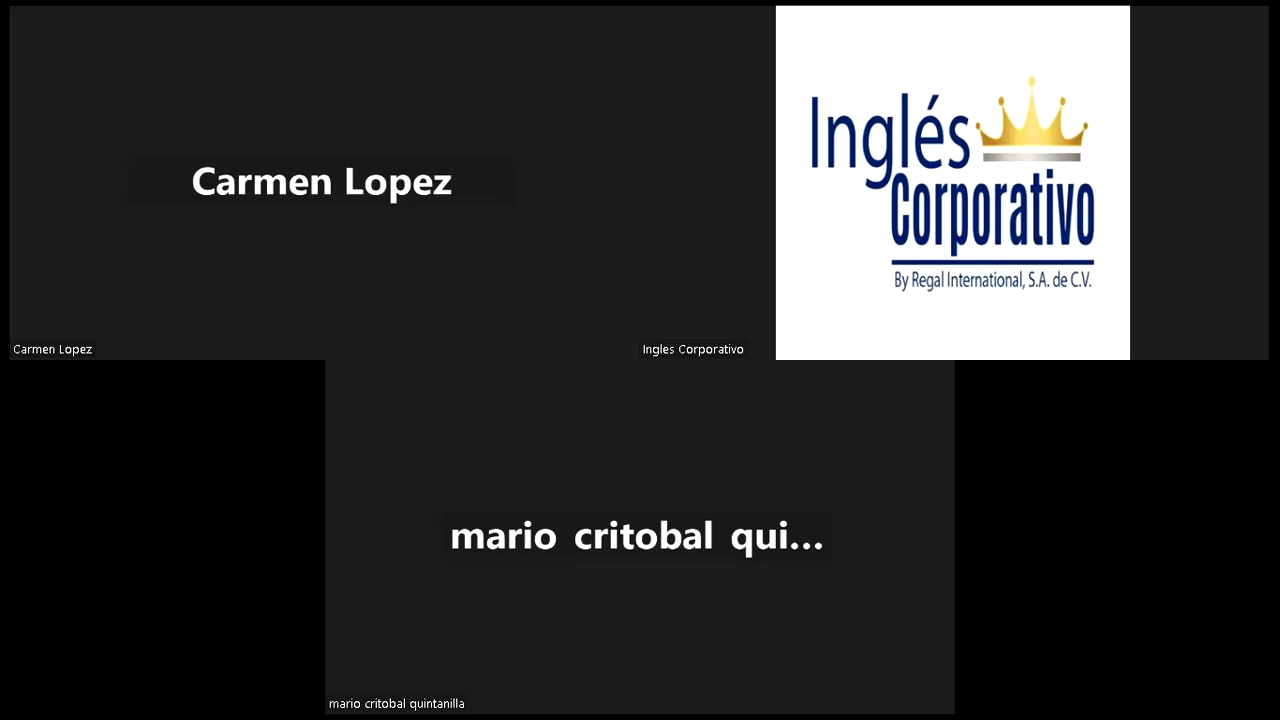 Carmen Lopez
Carmen Lopez
Inglés
Corporativo
By Regal International, S.A. de C.V.
Ingles Corporativo
mario critobal qui...
mario critobal quintanilla